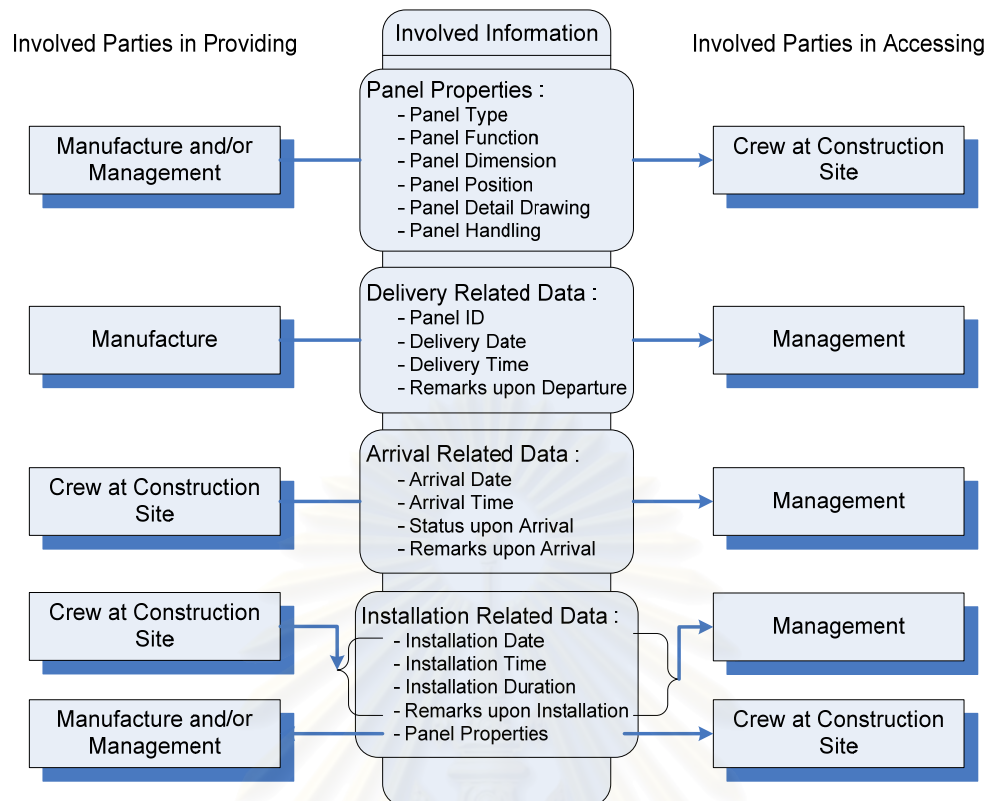 Involved Parties in Providing
Involved Information
Involved Parties in Accessing
Manufacture and/or
Management
Panel Properties :
- Panel Type
- Panel Function
- Panel Dimension
- Panel Position
- Panel Detail Drawing
- Panel Handling
Crew at Construction
Site
Manufacture
Delivery Related Data :
- Panel ID
- Delivery Date
- Delivery Time
- Remarks upon Departure
Management
Crew at Construction
Site
Arrival Related Data :
- Arrival Date
- Arrival Time
- Status upon Arrival
- Remarks upon Arrival
Management
Crew at Construction
Site
Manufacture and/or
Management
Installation Related Data :
- Installation Date
- Installation Time
- Installation Duration
- Remarks upon Installation
- Panel Properties
Management
Crew at Construction
Site